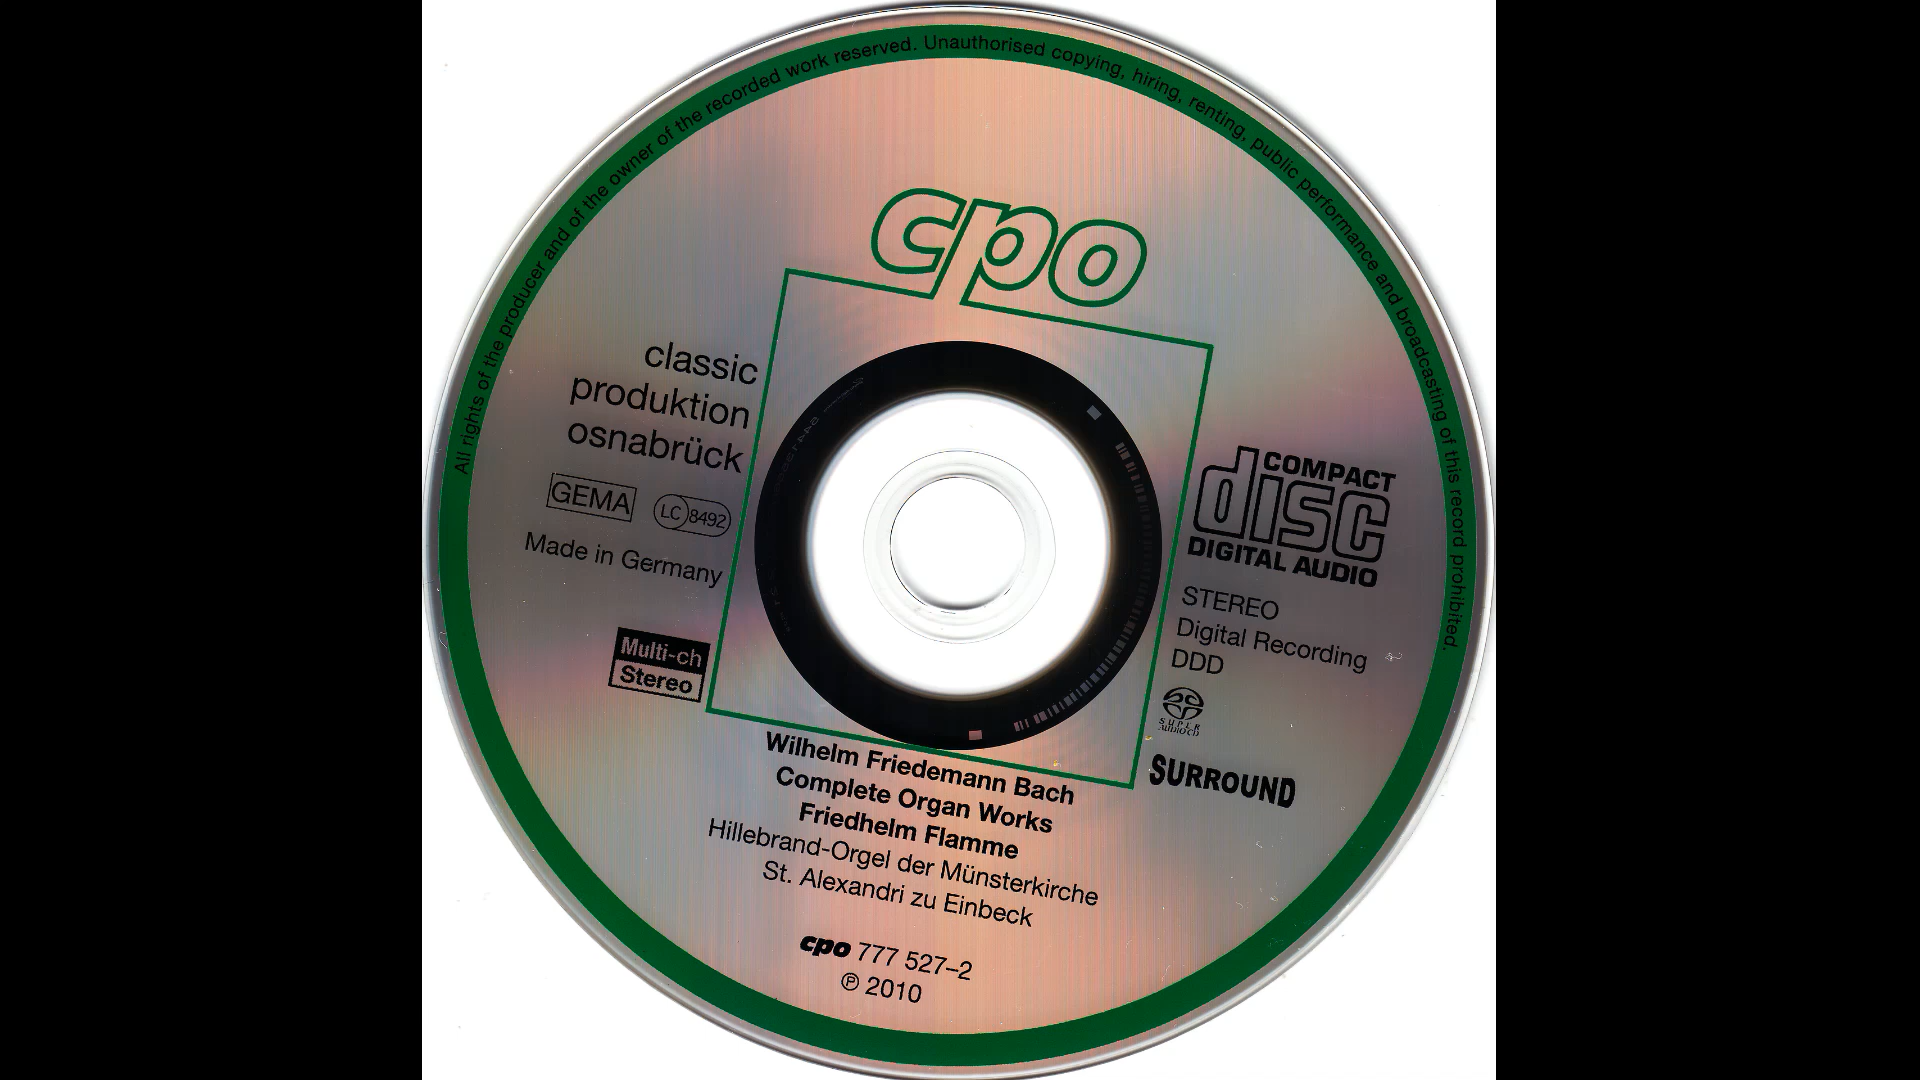 All rights of the producer and of the owner of the recorded work reserved. Unauthorised copying, hiring, renting, public performance and broadcasting of this record prohibited.
cpo
classic
produktion
osnabrück
GEMA LC 8492
Made in Germany
Multi-ch
Stereo
COMPACT
disc
DIGITAL AUDIO
STEREO
Digital Recording
DDD
SUPER
AUDIO CD
SURROUND
Wilhelm Friedemann Bach
Complete Organ Works
Friedhelm Flamme
Hillebrand-Orgel der Münsterkirche
St. Alexandri zu Einbeck
cpo 777 527–2
℗ 2010